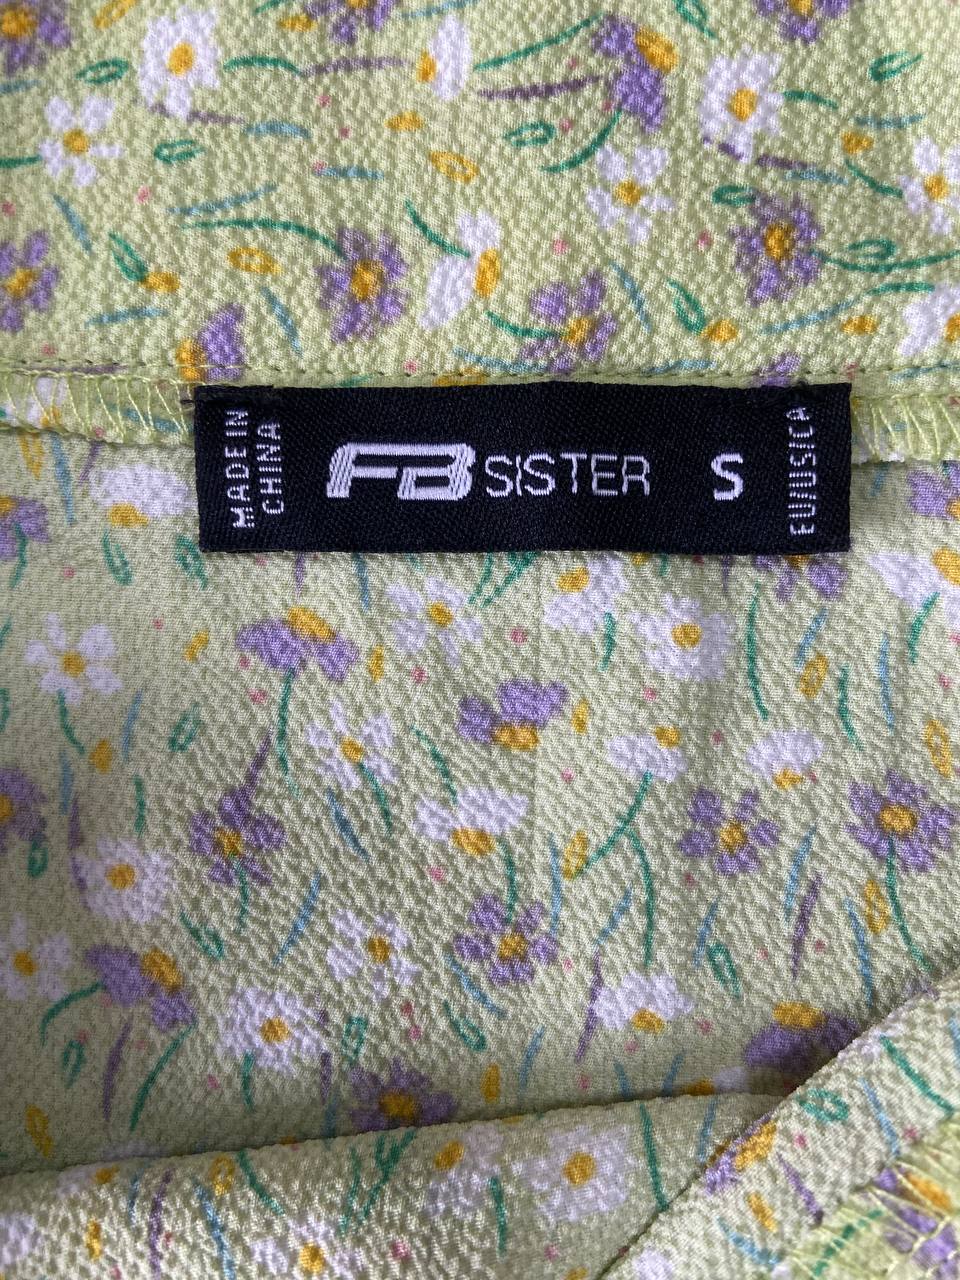 MADE IN
CHINA
FB SISTER
S
EU/US/CA